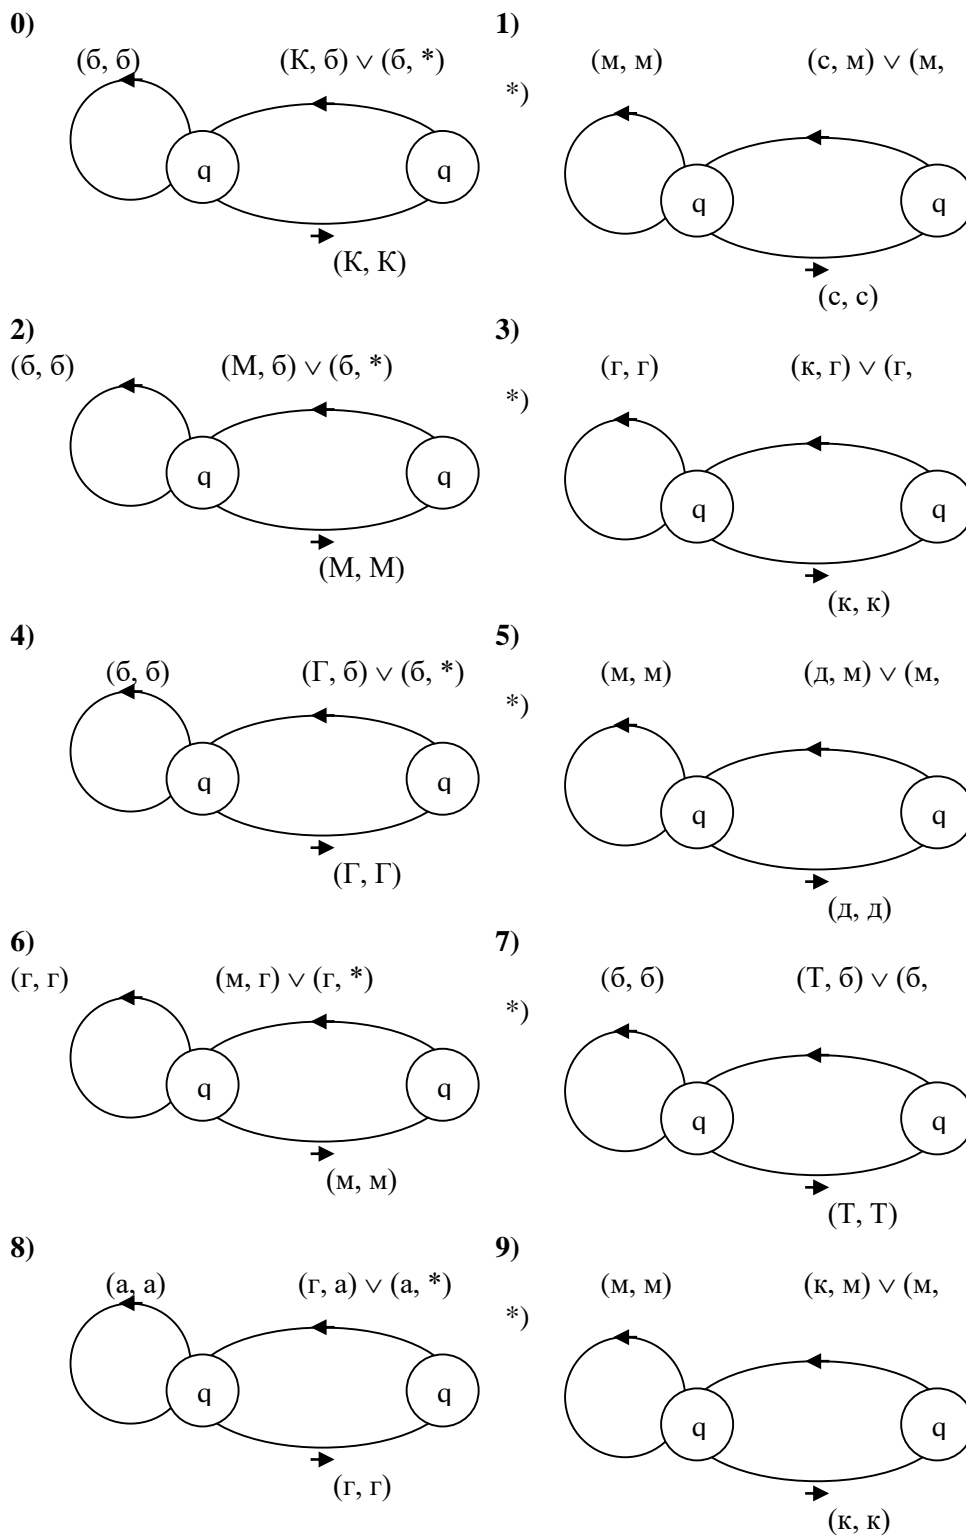 0) 1)
(б, б) (К, б) ∨ (б, *) (м, м) (с, м) ∨ (м,
*)
q q q q
(К, К) (с, с)
2) 3)
(б, б) (М, б) ∨ (б, *) (г, г) (к, г) ∨ (г,
*)
q q q q
(М, М) (к, к)
4) 5)
(б, б) (Г, б) ∨ (б, *) (м, м) (д, м) ∨ (м,
*)
q q q q
(Г, Г) (д, д)
6) 7)
(г, г) (м, г) ∨ (г, *) (б, б) (Т, б) ∨ (б,
*)
q q q q
(м, м) (Т, Т)
8) 9)
(а, а) (г, а) ∨ (а, *) (м, м) (к, м) ∨ (м,
*)
q q q q
(г, г) (к, к)